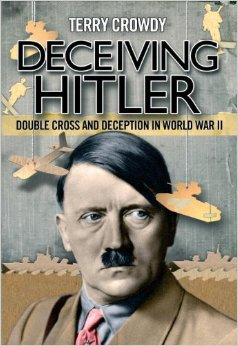 TERRY CROWDY
DECEIVING
HITLER
DOUBLE CROSS AND DECEPTION IN WORLD WAR II